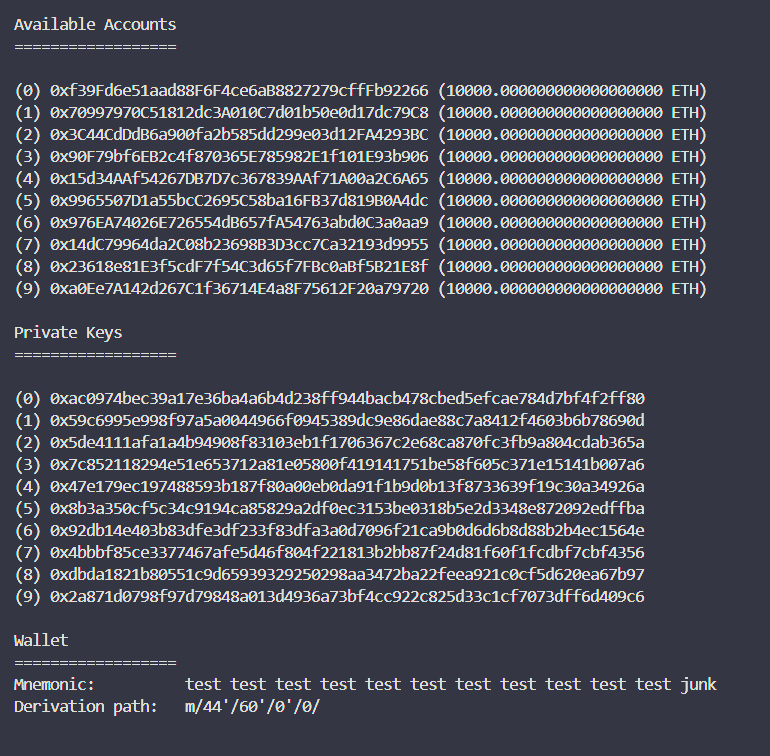 Available Accounts
==================
(0) 0xf39Fd6e51aad88F6F4ce6aB8827279cffFb92266 (10000.000000000000000000 ETH)
(1) 0x70997970C51812dc3A010C7d01b50e0d17dc79C8 (10000.000000000000000000 ETH)
(2) 0x3C44CdDdB6a900fa2b585dd299e03d12FA4293BC (10000.000000000000000000 ETH)
(3) 0x90F79bf6EB2c4f870365E785982E1f101E93b906 (10000.000000000000000000 ETH)
(4) 0x15d34AAf54267DB7D7c367839AAf71A00a2C6A65 (10000.000000000000000000 ETH)
(5) 0x9965507D1a55bcC2695C58ba16FB37d819B0A4dc (10000.000000000000000000 ETH)
(6) 0x976EA74026E726554dB657fA54763abd0C3a0aa9 (10000.000000000000000000 ETH)
(7) 0x14dC79964da2C08b23698B3D3cc7Ca32193d9955 (10000.000000000000000000 ETH)
(8) 0x23618e81E3f5cdF7f54C3d65f7FBc0aBf5B21E8f (10000.000000000000000000 ETH)
(9) 0xa0Ee7A142d267C1f36714E4a8F75612F20a79720 (10000.000000000000000000 ETH)
Private Keys
==================
(0) 0xac0974bec39a17e36ba4a6b4d238ff944bacb478cbed5efcae784d7bf4f2ff80
(1) 0x59c6995e998f97a5a0044966f0945389dc9e86dae88c7a8412f4603b6b78690d
(2) 0x5de4111afa1a4b94908f83103eb1f1706367c2e68ca870fc3fb9a804cdab365a
(3) 0x7c852118294e51e653712a81e05800f419141751be58f605c371e15141b007a6
(4) 0x47e179ec197488593b187f80a00eb0da91f1b9d0b13f8733639f19c30a34926a
(5) 0x8b3a350cf5c34c9194ca85829a2df0ec3153be0318b5e2d3348e872092edffba
(6) 0x92db14e403b83dfe3df233f83dfa3a0d7096f21ca9b0d6d6b8d88b2b4ec1564e
(7) 0x4bbbf85ce3377467afe5d46f804f221813b2bb87f24d81f60f1fcdbf7cbf4356
(8) 0xdbda1821b80551c9d65939329250298aa3472ba22feea921c0cf5d620ea67b97
(9) 0x2a871d0798f97d79848a013d4936a73bf4cc922c825d33c1cf7073dff6d409c6
Wallet
==================
Mnemonic:          test test test test test test test test test test test junk
Derivation path:   m/44'/60'/0'/0/